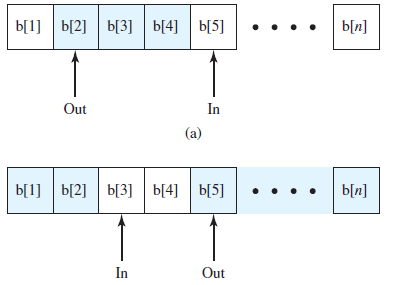 b[1] b[2] b[3] b[4] b[5] • • • • b[n]
Out In
(a)
b[1] b[2] b[3] b[4] b[5] • • • • b[n]
In Out